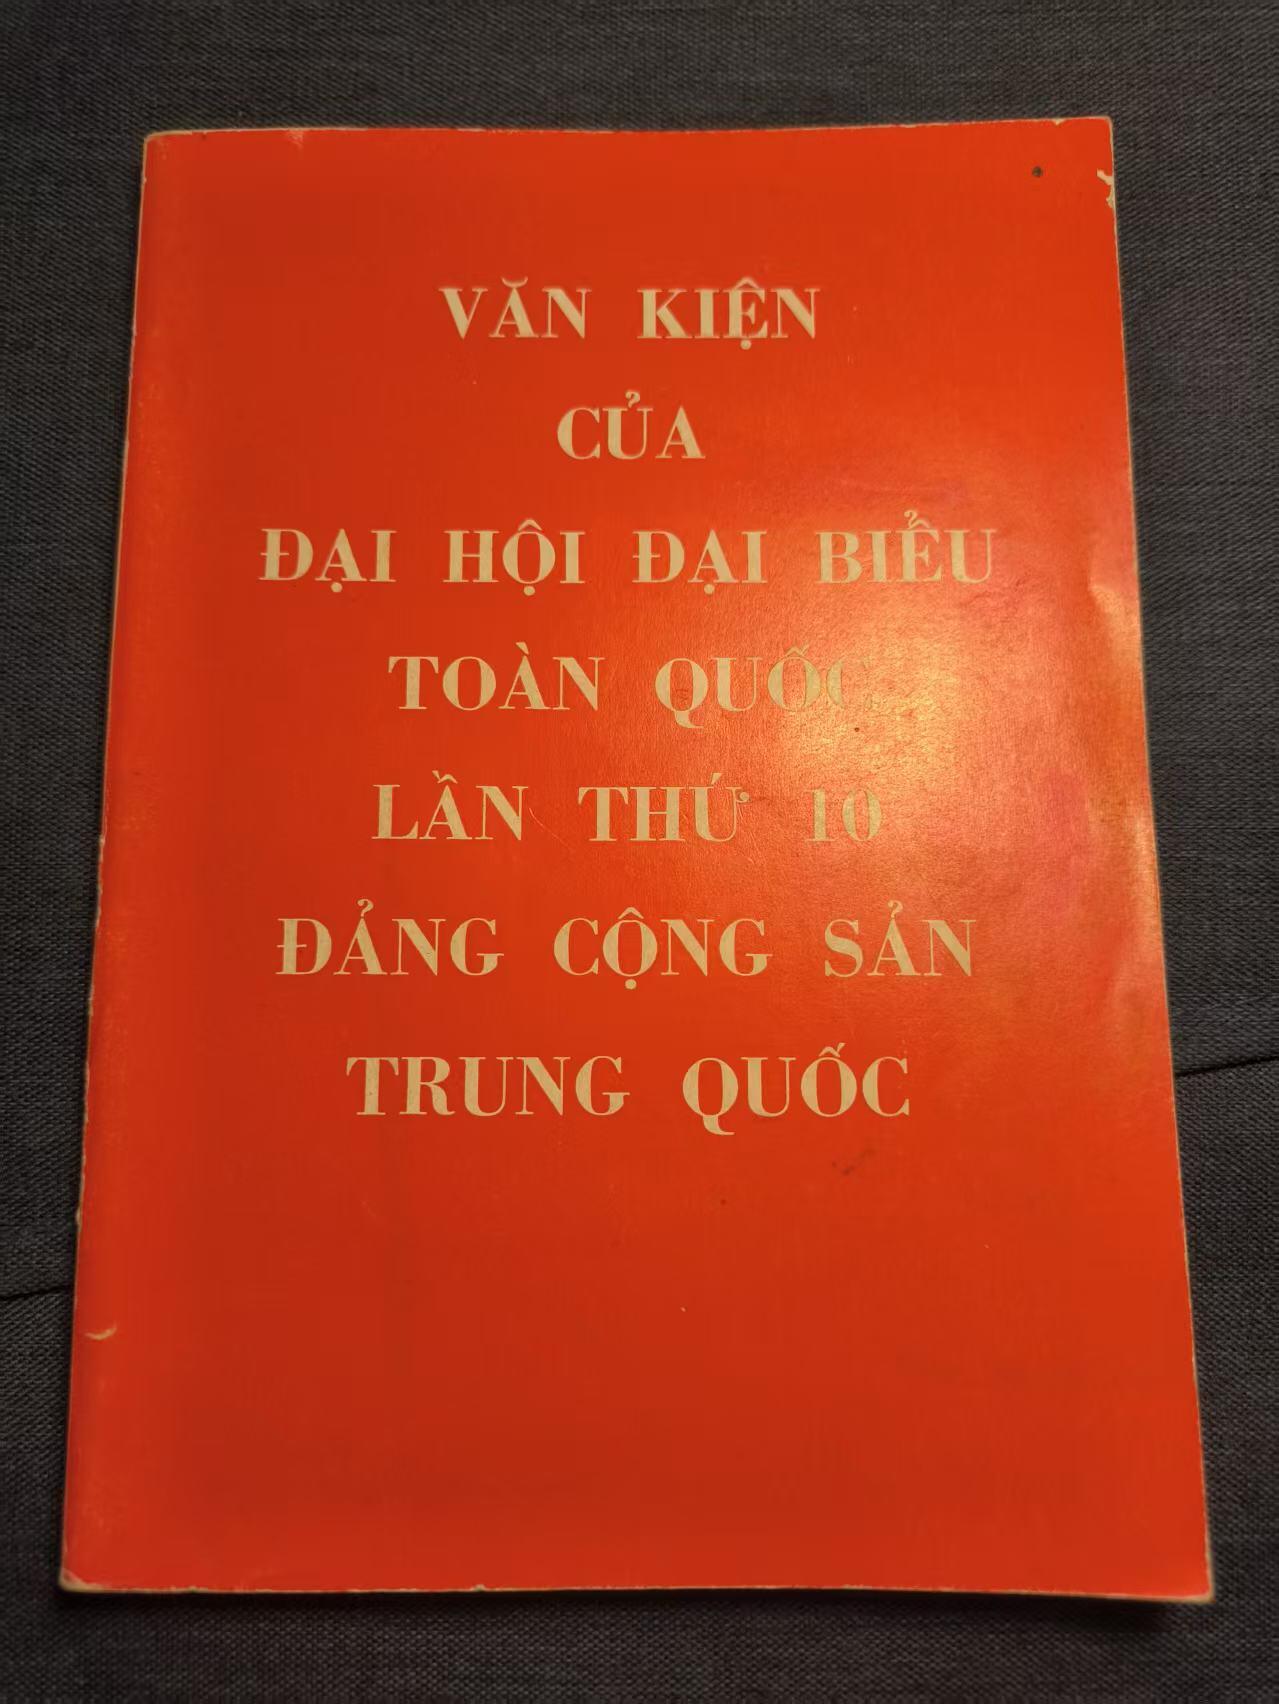 VĂN KIỆN
CỦA
ĐẠI HỘI ĐẠI BIỂU
TOÀN QUỐC
LẦN THỨ 10
ĐẢNG CỘNG SẢN
TRUNG QUỐC